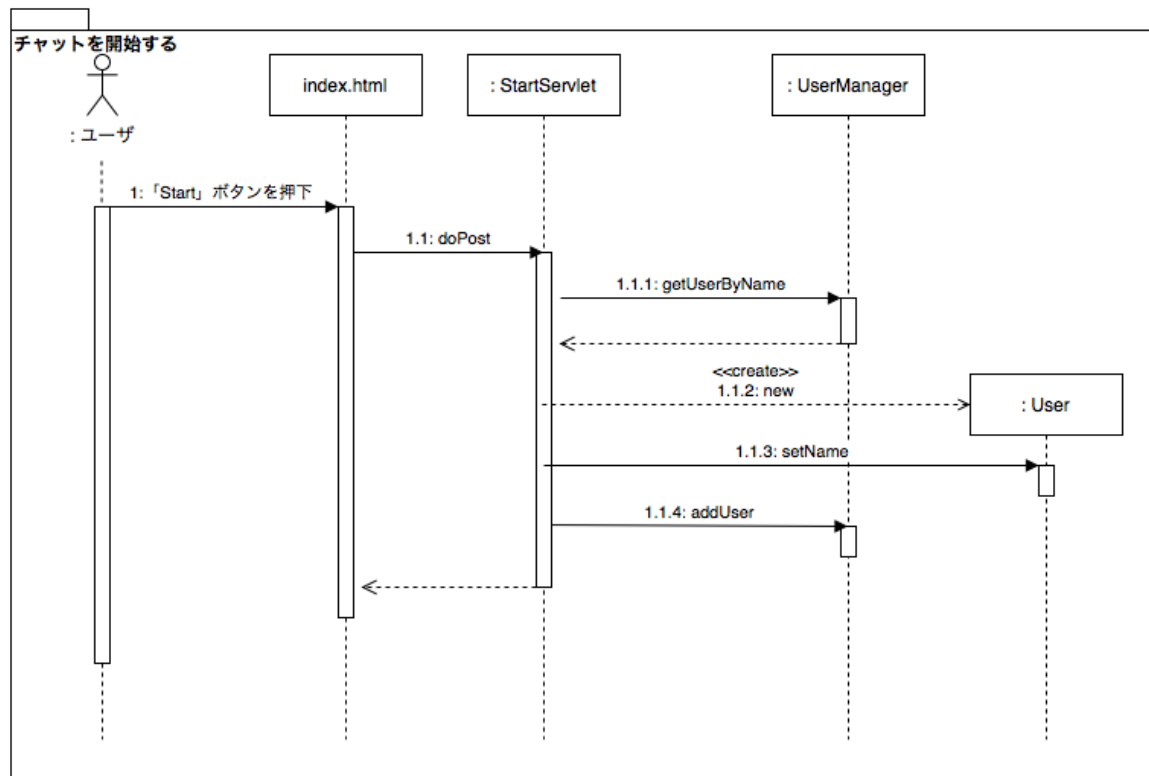 チャットを開始する
: ユーザ
index.html
: StartServlet
: UserManager
1:「Start」ボタンを押下
1.1: doPost
1.1.1: getUserByName
<<create>>
1.1.2: new
: User
1.1.3: setName
1.1.4: addUser